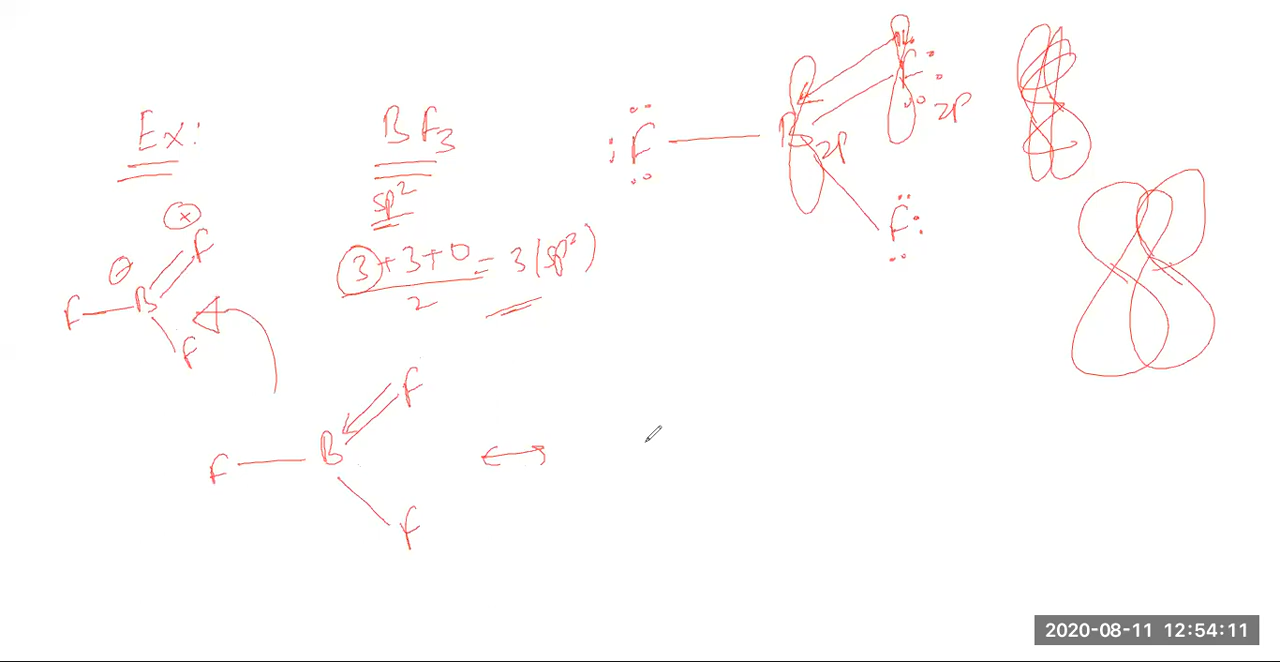 Ex:
BF3
sp²
3+3+0 = 3(sp²)
2
⊕
F
⊖
F—B
F
:F — B
2P
F
2P
F:
F
F — B
F
↔
2020-08-11 12:54:11